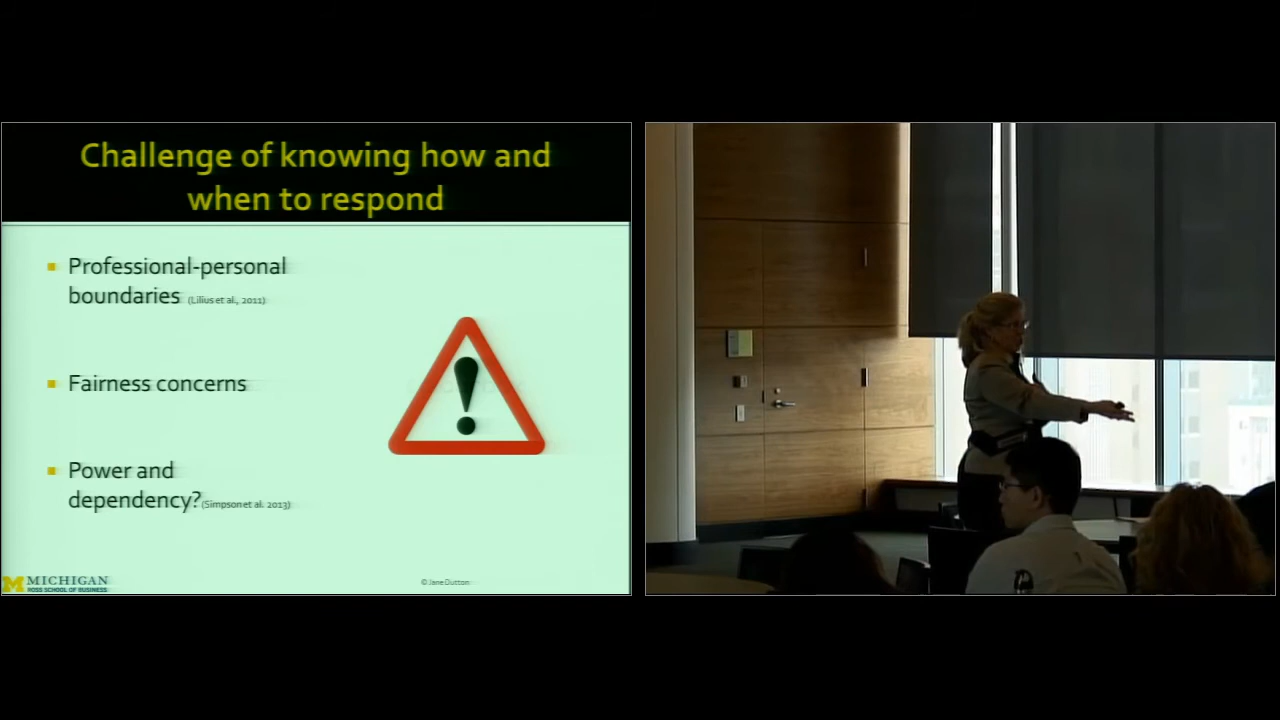 Challenge of knowing how and
when to respond
Professional-personal
boundaries (Lilius et al., 2011)
Fairness concerns
Power and
dependency? (Simpson et al. 2013)
M MICHIGAN
ROSS SCHOOL OF BUSINESS
© Jane Dutton